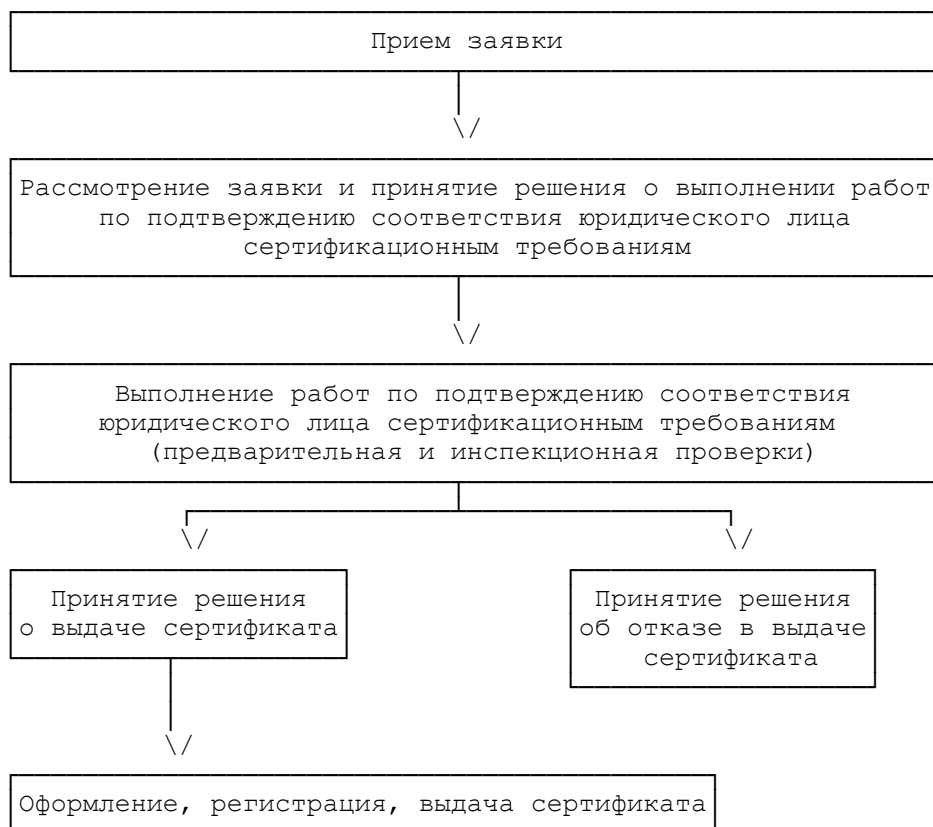 Прием заявки
Рассмотрение заявки и принятие решения о выполнении работ
по подтверждению соответствия юридического лица
сертификационным требованиям
Выполнение работ по подтверждению соответствия
юридического лица сертификационным требованиям
(предварительная и инспекционная проверки)
Принятие решения
о выдаче сертификата
Принятие решения
об отказе в выдаче
сертификата
Оформление, регистрация, выдача сертификата